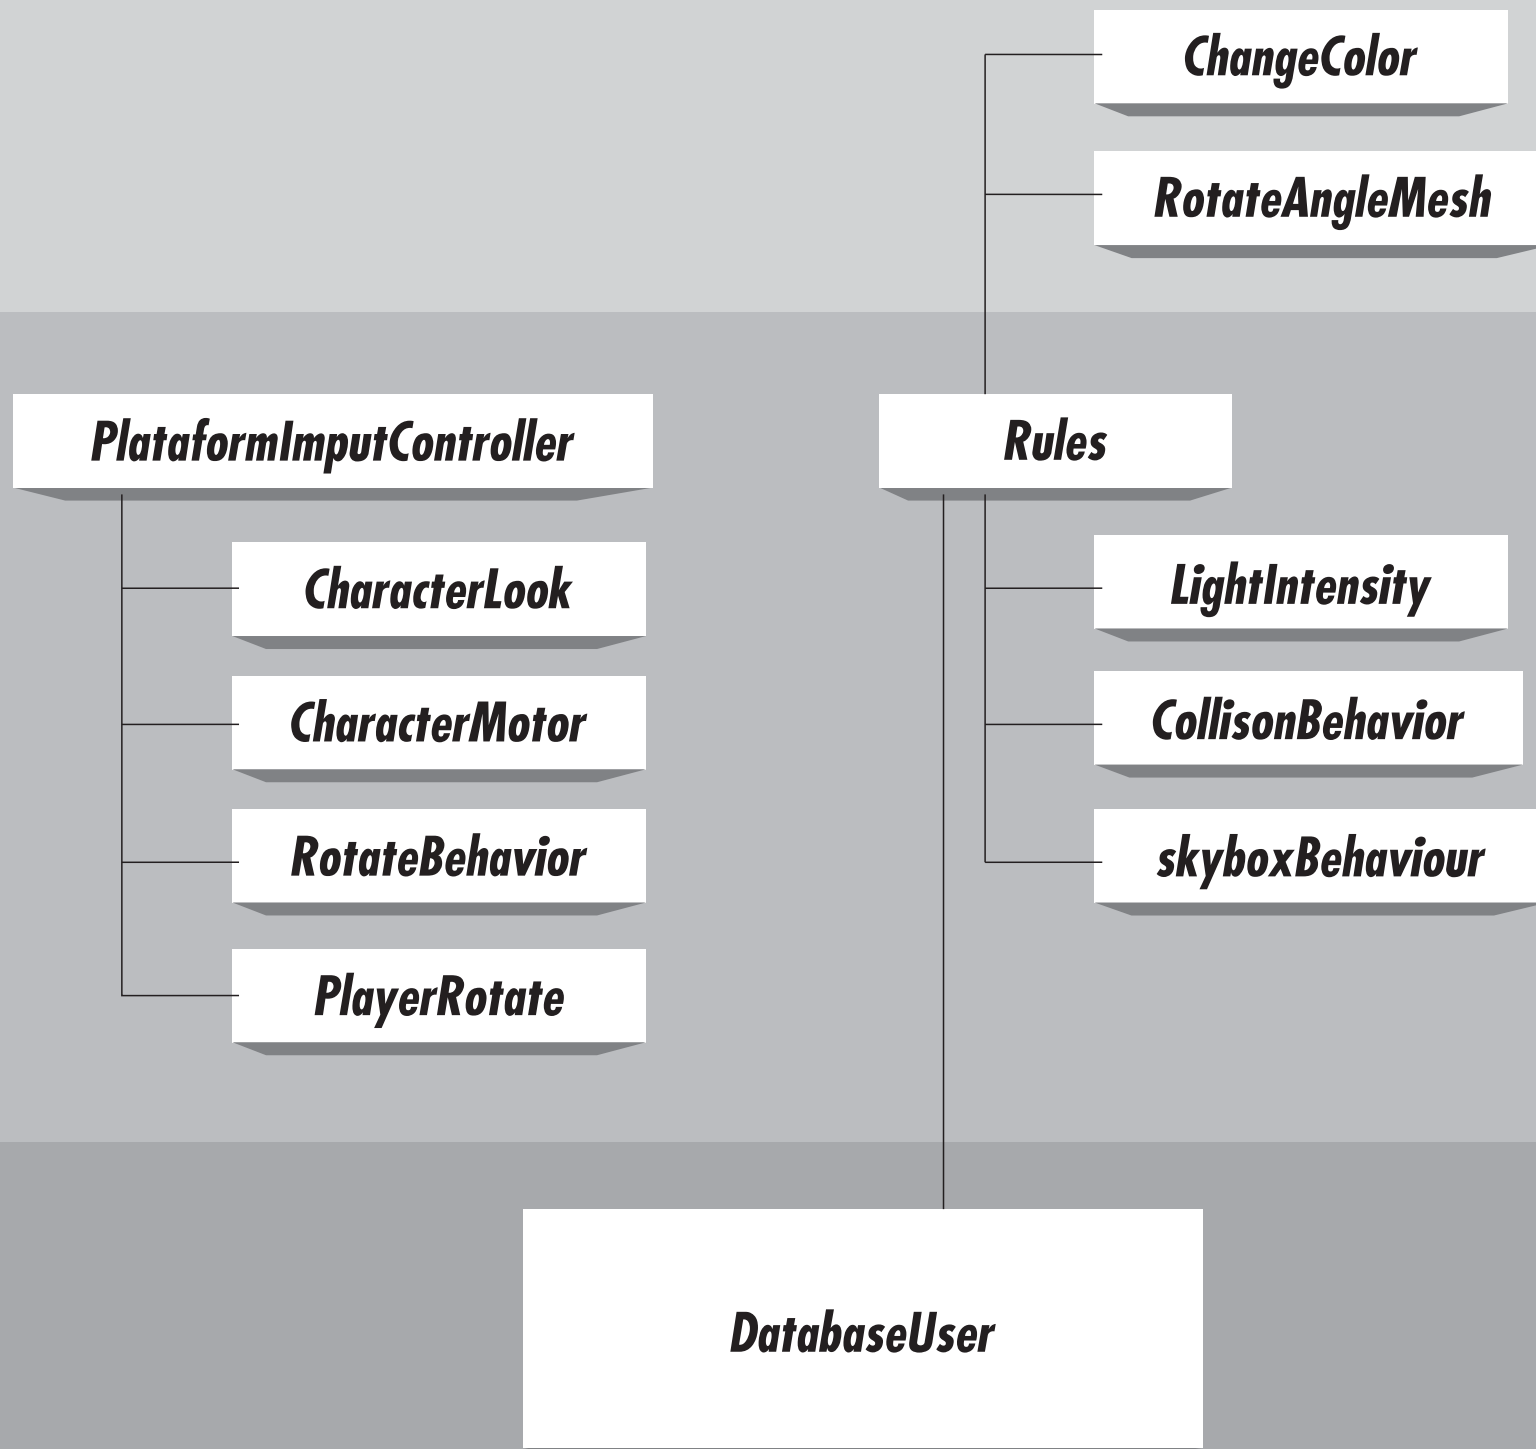 ChangeColor
RotateAngleMesh
PlataformImputController
Rules
CharacterLook
CharacterMotor
RotateBehavior
PlayerRotate
LightIntensity
CollisonBehavior
skyboxBehaviour
DatabaseUser